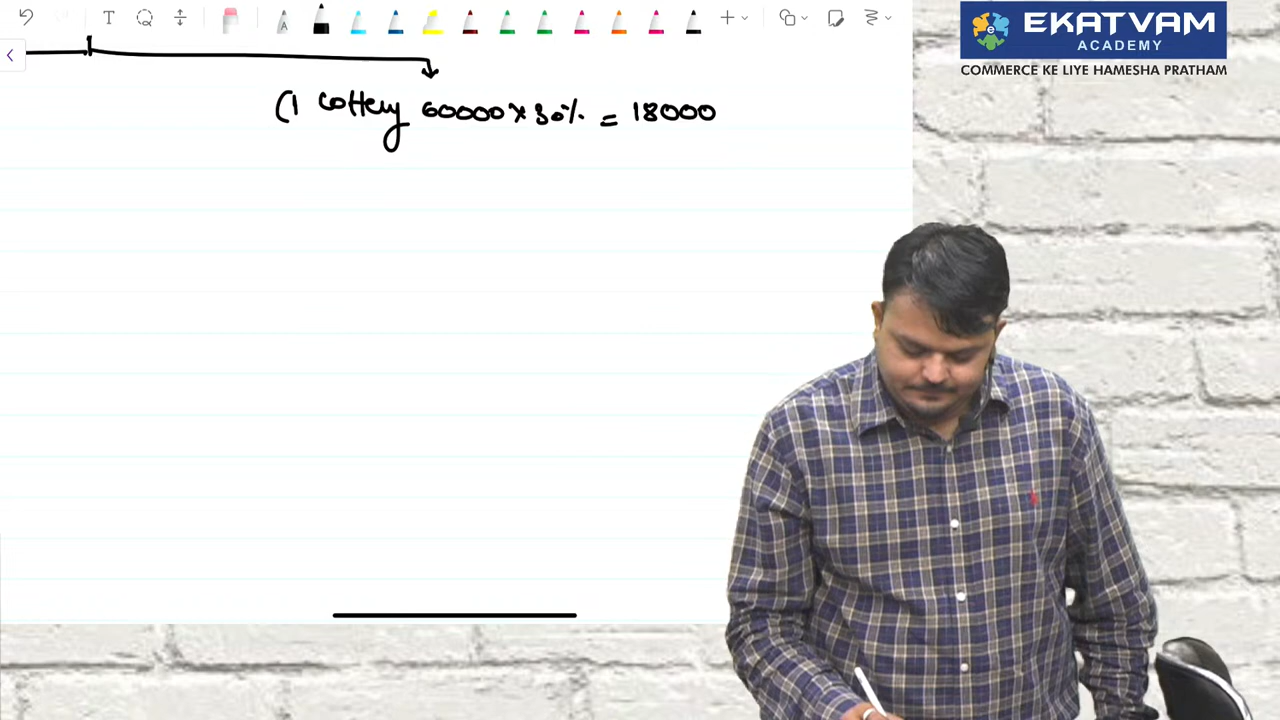 EKATVAM
ACADEMY
COMMERCE KE LIYE HAMESHA PRATHAM
T
(1 Lottery 60000 × 30% = 18000